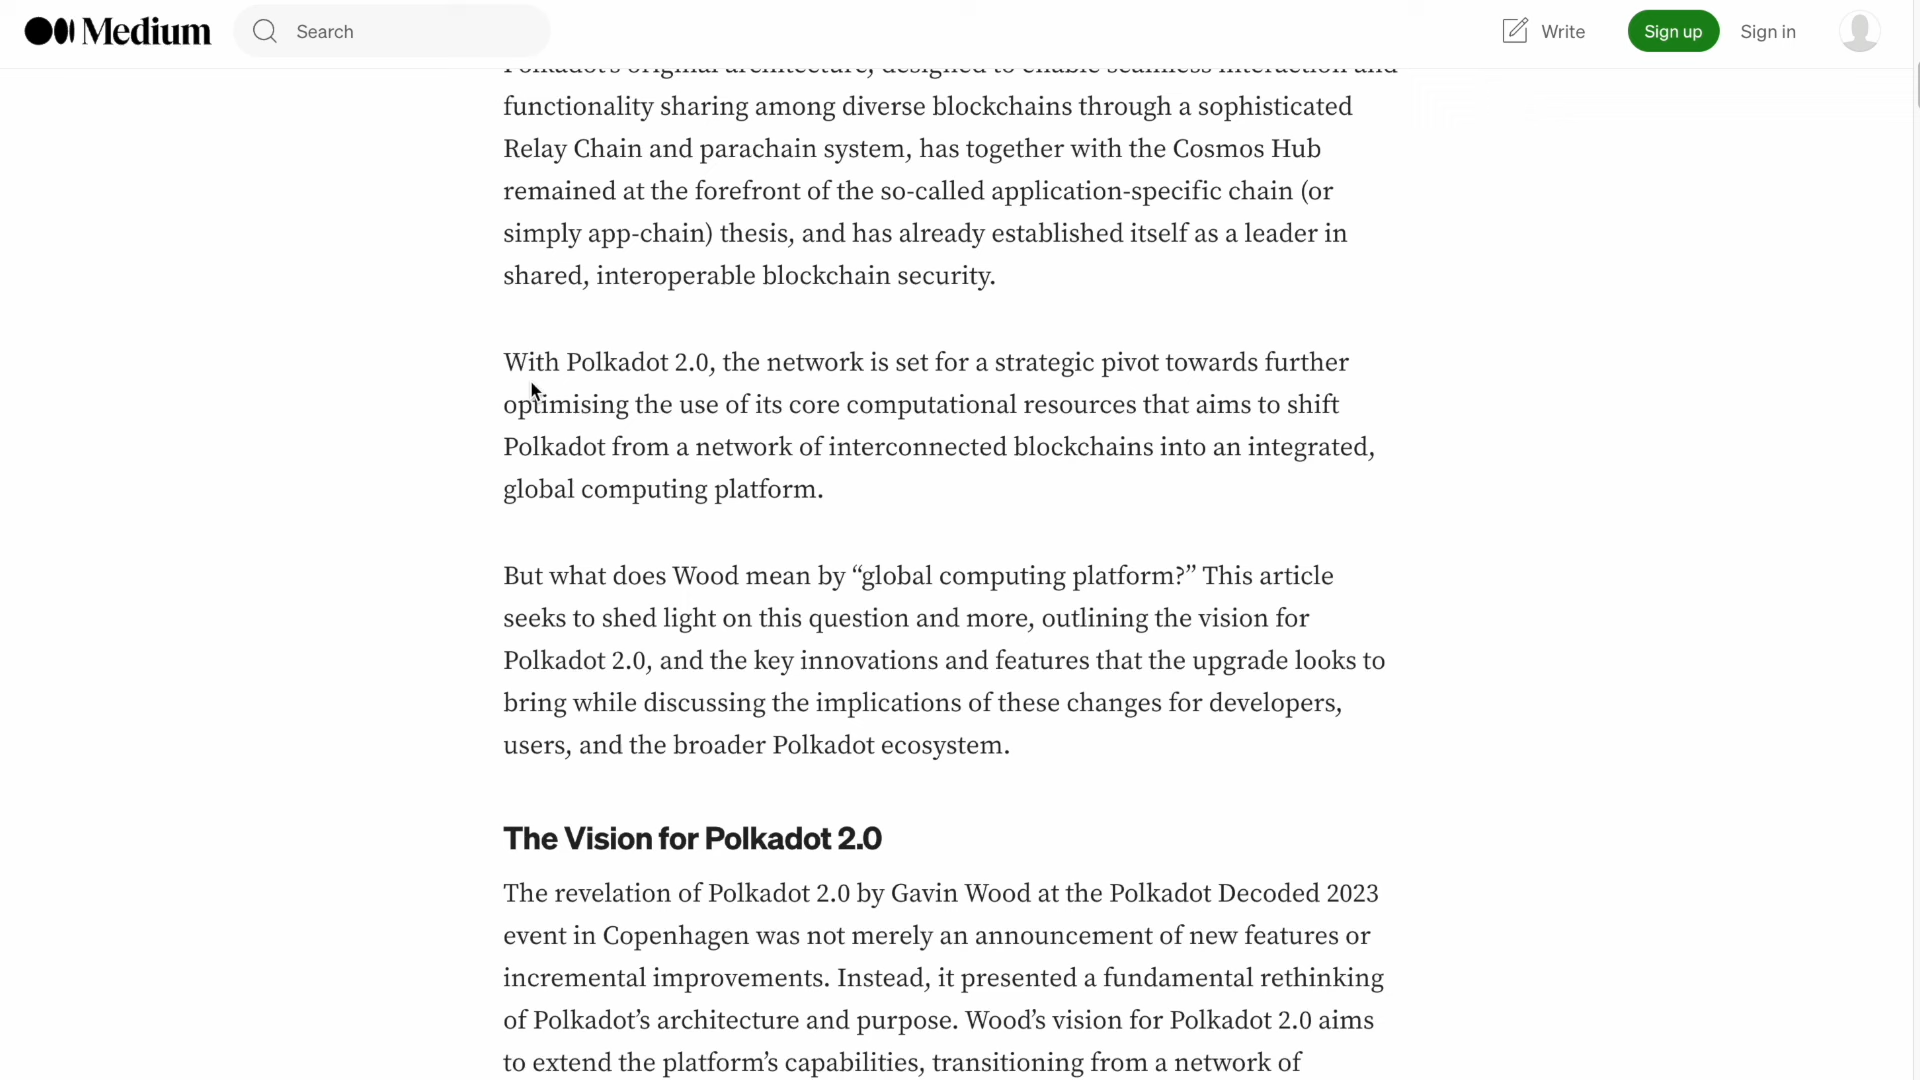 Medium
Search
Write
Sign up
Sign in
Polkadot's original architecture, designed to enable seamless interaction and
functionality sharing among diverse blockchains through a sophisticated
Relay Chain and parachain system, has together with the Cosmos Hub
remained at the forefront of the so-called application-specific chain (or
simply app-chain) thesis, and has already established itself as a leader in
shared, interoperable blockchain security.
With Polkadot 2.0, the network is set for a strategic pivot towards further
optimising the use of its core computational resources that aims to shift
Polkadot from a network of interconnected blockchains into an integrated,
global computing platform.
But what does Wood mean by “global computing platform?” This article
seeks to shed light on this question and more, outlining the vision for
Polkadot 2.0, and the key innovations and features that the upgrade looks to
bring while discussing the implications of these changes for developers,
users, and the broader Polkadot ecosystem.
The Vision for Polkadot 2.0
The revelation of Polkadot 2.0 by Gavin Wood at the Polkadot Decoded 2023
event in Copenhagen was not merely an announcement of new features or
incremental improvements. Instead, it presented a fundamental rethinking
of Polkadot’s architecture and purpose. Wood’s vision for Polkadot 2.0 aims
to extend the platform’s capabilities, transitioning from a network of